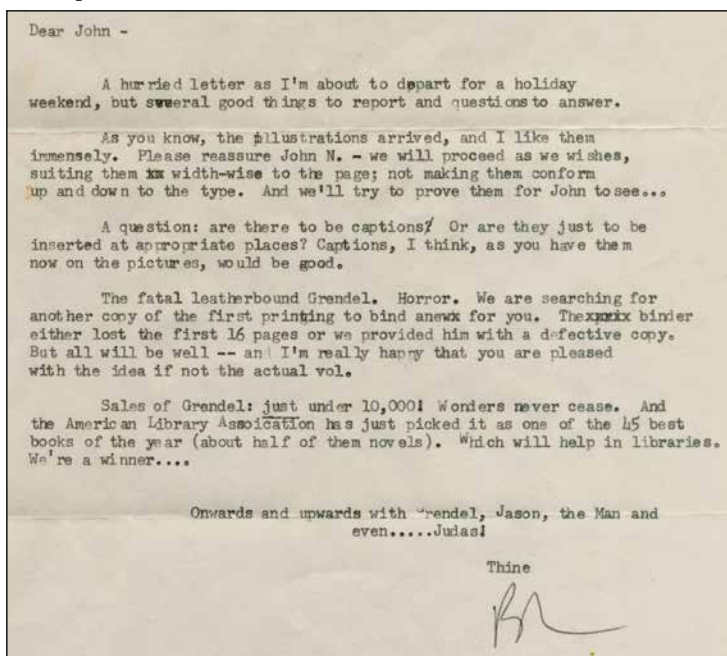 Dear John -
A hurried letter as I'm about to depart for a holiday
weekend, but several good things to report and questions to answer.
As you know, the illustrations arrived, and I like them
immensely. Please reassure John N. - we will proceed as we wishes,
suiting them xx width-wise to the page; not making them conform
up and down to the type. And we'll try to prove them for John to see...
A question: are there to be captions? Or are they just to be
inserted at appropriate places? Captions, I think, as you have them
now on the pictures, would be good.
The fatal leatherbound Grendel. Horror. We are searching for
another copy of the first printing to bind anewx for you. The binder
either lost the first 16 pages or we provided him with a defective copy.
But all will be well -- and I'm really happy that you are pleased
with the idea if not the actual vol.
Sales of Grendel: just under 10,000! Wonders never cease. And
the American Library Assoication has just picked it as one of the 45 best
books of the year (about half of them novels). Which will help in libraries.
We're a winner....
Onwards and upwards with Grendel, Jason, the Man and
even.....Judas!
Thine